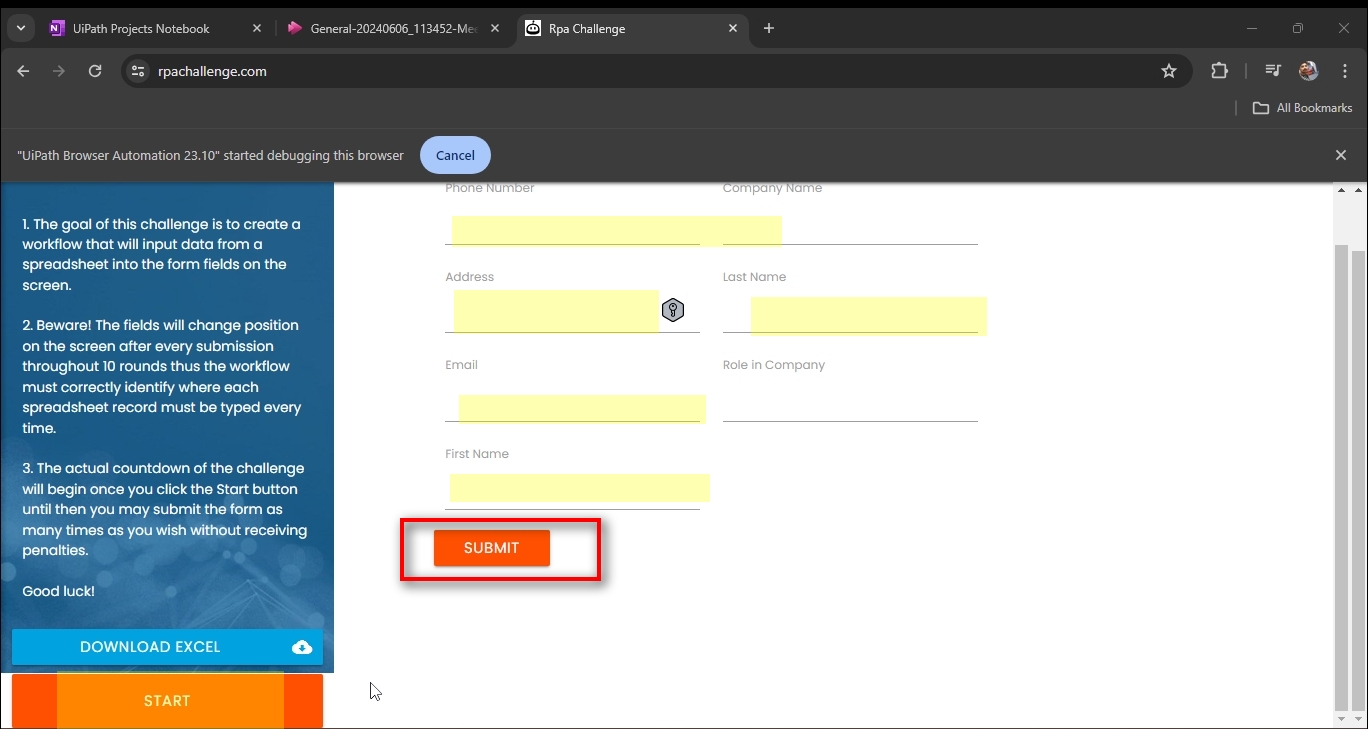 UiPath Projects Notebook
General-20240606_113452-Mee
Rpa Challenge
rpachallenge.com
All Bookmarks
"UiPath Browser Automation 23.10" started debugging this browser
Cancel
1. The goal of this challenge is to create a
workflow that will input data from a
spreadsheet into the form fields on the
screen.
2. Beware! The fields will change position
on the screen after every submission
throughout 10 rounds thus the workflow
must correctly identify where each
spreadsheet record must be typed every
time.
3. The actual countdown of the challenge
will begin once you click the Start button
until then you may submit the form as
many times as you wish without receiving
penalties.
Good luck!
DOWNLOAD EXCEL
START
Phone Number
Company Name
Address
Last Name
Email
Role in Company
First Name
SUBMIT